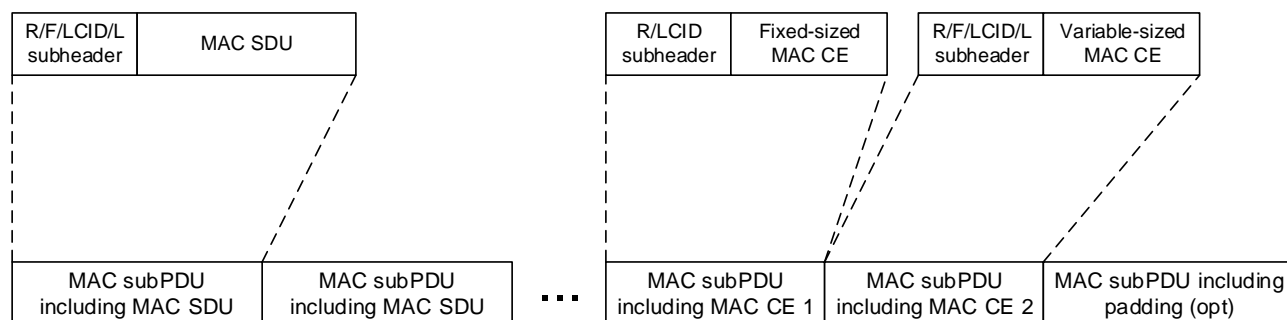 R/F/LCID/L
subheader
MAC SDU
R/LCID
subheader
Fixed-sized
MAC CE
R/F/LCID/L
subheader
Variable-sized
MAC CE
MAC subPDU
including MAC SDU
MAC subPDU
including MAC SDU
...
MAC subPDU
including MAC CE 1
MAC subPDU
including MAC CE 2
MAC subPDU including
padding (opt)